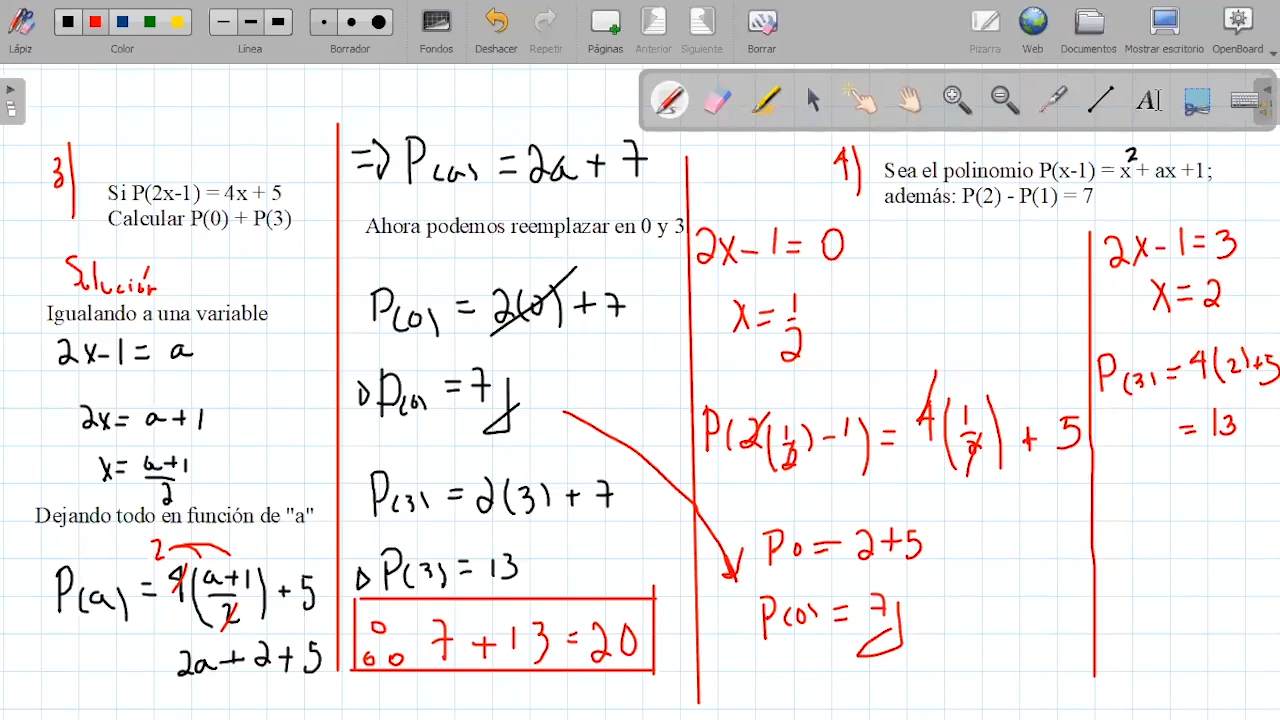 Lápiz
Color
Línea
Borrador
Fondos
Deshacer
Repetir
Páginas
Anterior
Siguiente
Borrar
Pizarra
Web
Documentos
Mostrar escritorio
OpenBoard
3)
Si P(2x-1) = 4x + 5
Calcular P(0) + P(3)
Solución
Igualando a una variable
2x-1 = a
2x = a+1
x = (a+1)/2
Dejando todo en función de "a"
2
P(a) = 4((a+1)/2) + 5
2a + 2 + 5
⇒ P(a) = 2a + 7
Ahora podemos reemplazar en 0 y 3
P(0) = 2(0) + 7
P(0) = 7
P(3) = 2(3) + 7
P(3) = 13
∴ 7 + 13 = 20
4)
Sea el polinomio P(x-1) = x² + ax +1;
además: P(2) - P(1) = 7
2x-1 = 0
x = 1/2
P(2(1/2) - 1) = 4(1/2) + 5
P0 = 2+5
P(0) = 7
2x-1 = 3
x = 2
P(3) = 4(2)+5
= 13